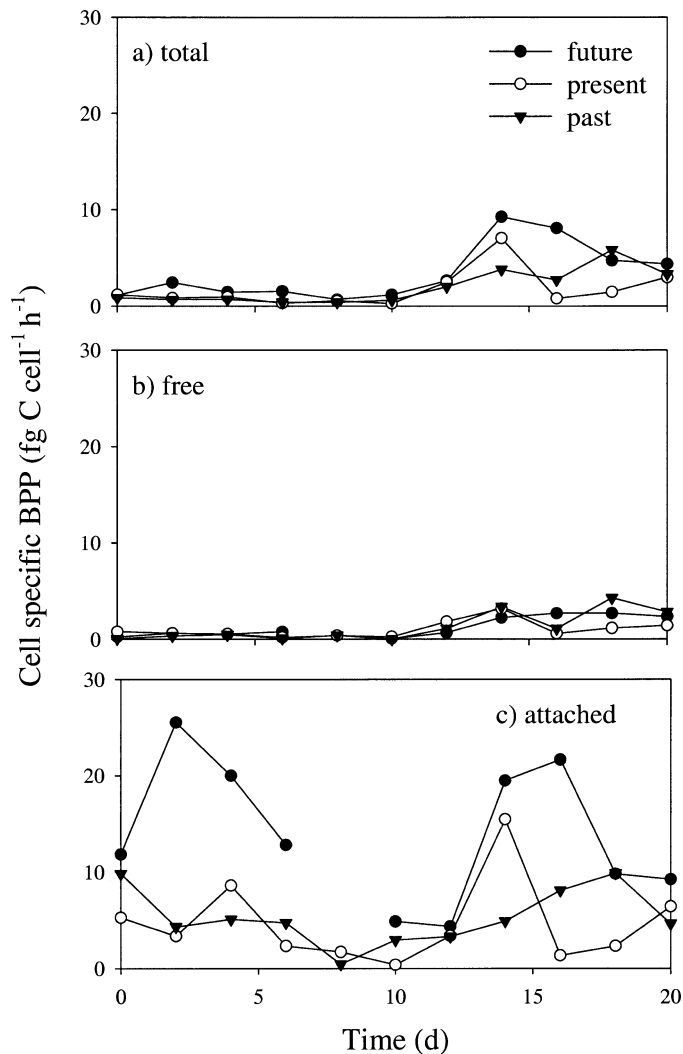 30
a) total
future
present
past
20
10
0
30
b) free
20
10
0
30
c) attached
20
10
0
0
5
10
15
20
Time (d)
Cell specific BPP (fg C cell⁻¹ h⁻¹)